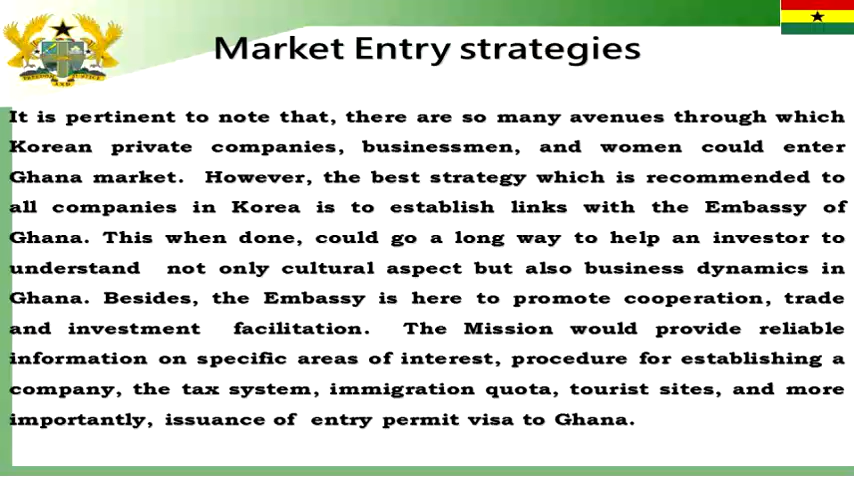 Market Entry strategies
FREEDOM AND JUSTICE
It is pertinent to note that, there are so many avenues through which
Korean private companies, businessmen, and women could enter
Ghana market. However, the best strategy which is recommended to
all companies in Korea is to establish links with the Embassy of
Ghana. This when done, could go a long way to help an investor to
understand not only cultural aspect but also business dynamics in
Ghana. Besides, the Embassy is here to promote cooperation, trade
and investment facilitation. The Mission would provide reliable
information on specific areas of interest, procedure for establishing a
company, the tax system, immigration quota, tourist sites, and more
importantly, issuance of entry permit visa to Ghana.